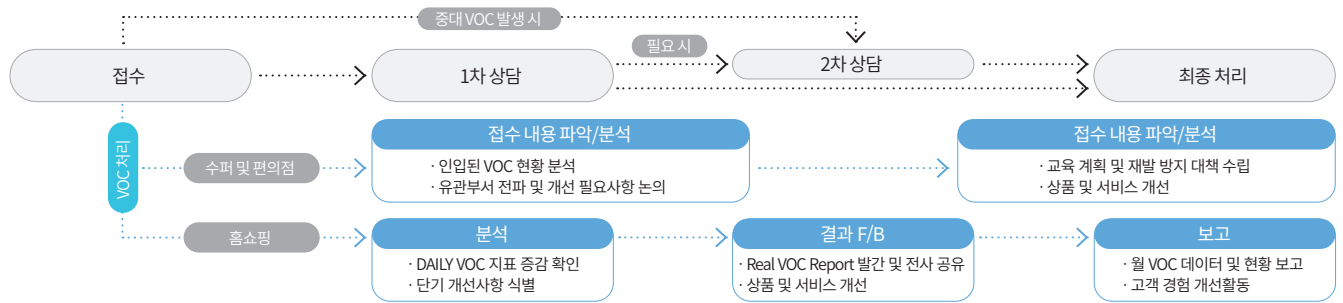 중대 VOC 발생 시
필요 시
접수
1차 상담
2차 상담
최종 처리
VOC 처리
수퍼 및 편의점
접수 내용 파악/분석
· 인입된 VOC 현황 분석
· 유관부서 전파 및 개선 필요사항 논의
접수 내용 파악/분석
· 교육 계획 및 재발 방지 대책 수립
· 상품 및 서비스 개선
홈쇼핑
분석
· DAILY VOC 지표 증감 확인
· 단기 개선사항 식별
결과 F/B
· Real VOC Report 발간 및 전사 공유
· 상품 및 서비스 개선
보고
· 월 VOC 데이터 및 현황 보고
· 고객 경험 개선활동